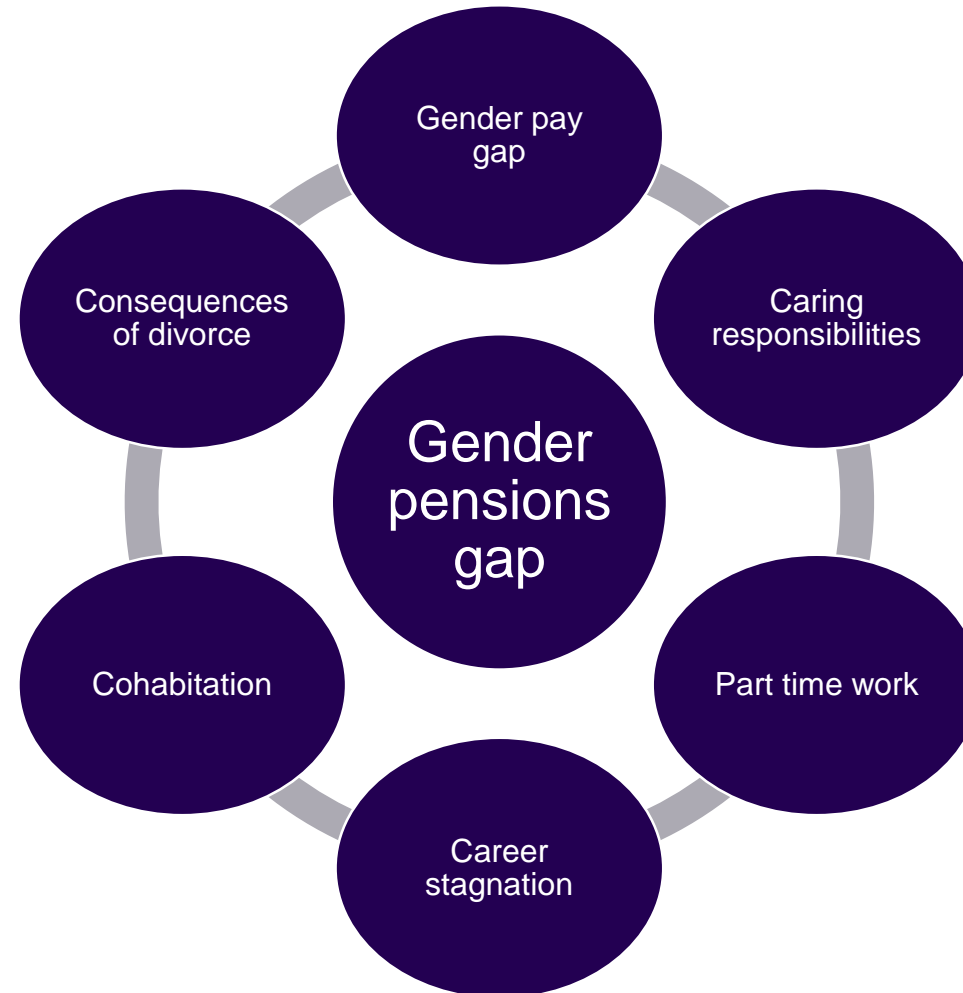 Gender pay
gap
Caring
responsibilities
Part time work
Career
stagnation
Cohabitation
Consequences
of divorce
Gender
pensions
gap